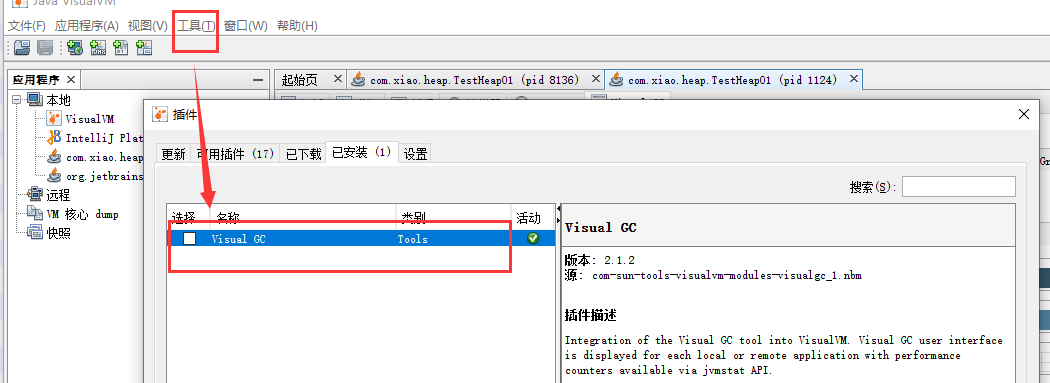 Java VisualVM
文件(F) 应用程序(A) 视图(V) 工具(T) 窗口(W) 帮助(H)
应用程序
起始页
com.xiao.heap.TestHeap01 (pid 8136)
com.xiao.heap.TestHeap01 (pid 1124)
本地
VisualVM
IntelliJ Plat
com.xiao.heap
org.jetbrains
远程
VM 核心 dump
快照
插件
更新 可用插件 (17) 已下载 已安装 (1) 设置
搜索(S):
选择 名称 类别 活动
Visual GC Tools
Visual GC
版本: 2.1.2
源: com-sun-tools-visualvm-modules-visualgc_1.nbm
插件描述
Integration of the Visual GC tool into VisualVM. Visual GC user interface
is displayed for each local or remote application with performance
counters available via jvmstat API.
Gr